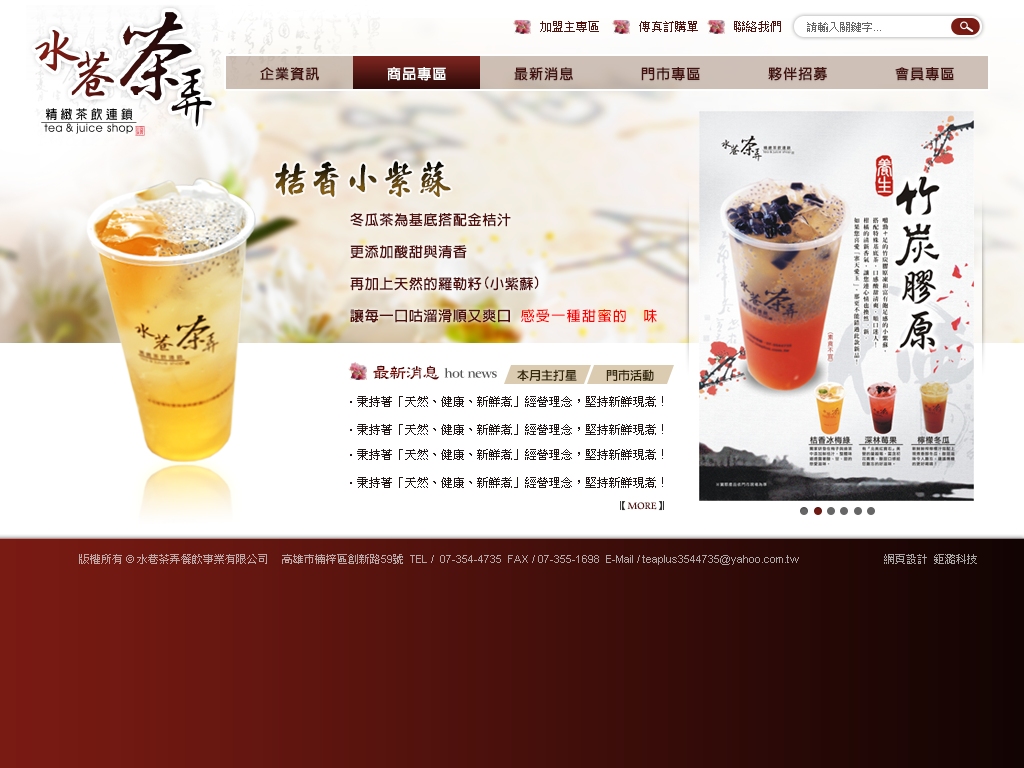 水巷茶弄
精緻茶飲連鎖
tea & juice shop
加盟主專區 傳真訂購單 聯絡我們 請輸入關鍵字...
企業資訊 商品專區 最新消息 門市專區 夥伴招募 會員專區
桔香小紫蘇
冬瓜茶為基底搭配金桔汁
更添加酸甜與清香
再加上天然的羅勒籽(小紫蘇)
讓每一口咕溜滑順又爽口 感受一種甜蜜的 味
水巷茶弄
水巷茶弄
精緻茶飲連鎖
養生
竹炭膠原
茶弄
桔香冰梅綠 深林莓果 檸檬冬瓜
最新消息 hot news 本月主打星 門市活動
· 秉持著「天然、健康、新鮮煮」經營理念，堅持新鮮現煮！
· 秉持著「天然、健康、新鮮煮」經營理念，堅持新鮮現煮！
· 秉持著「天然、健康、新鮮煮」經營理念，堅持新鮮現煮！
· 秉持著「天然、健康、新鮮煮」經營理念，堅持新鮮現煮！
【MORE】
版權所有 © 水巷茶弄餐飲事業有限公司 高雄市楠梓區創新路59號 TEL / 07-354-4735 FAX / 07-355-1698 E-Mail / teaplus3544735@yahoo.com.tw 網頁設計 鉅潞科技